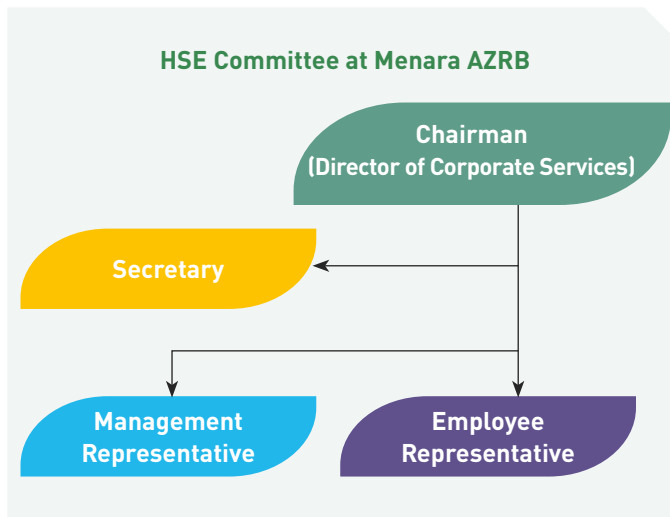 HSE Committee at Menara AZRB
Chairman
(Director of Corporate Services)
Secretary
Management
Representative
Employee
Representative